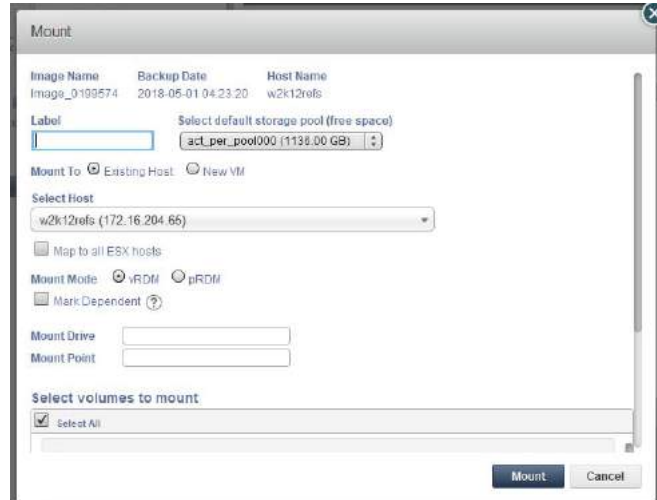 Mount
Image Name Backup Date Host Name
Image_0199574 2018-05-01 04:23:20 w2k12refs
Label Select default storage pool (free space)
act_per_pool000 (1136.00 GB)
Mount To Existing Host New VM
Select Host
w2k12refs (172.16.204.65)
Map to all ESX hosts
Mount Mode vRDM pRDM
Mark Dependent ?
Mount Drive
Mount Point
Select volumes to mount
Select All
Mount Cancel